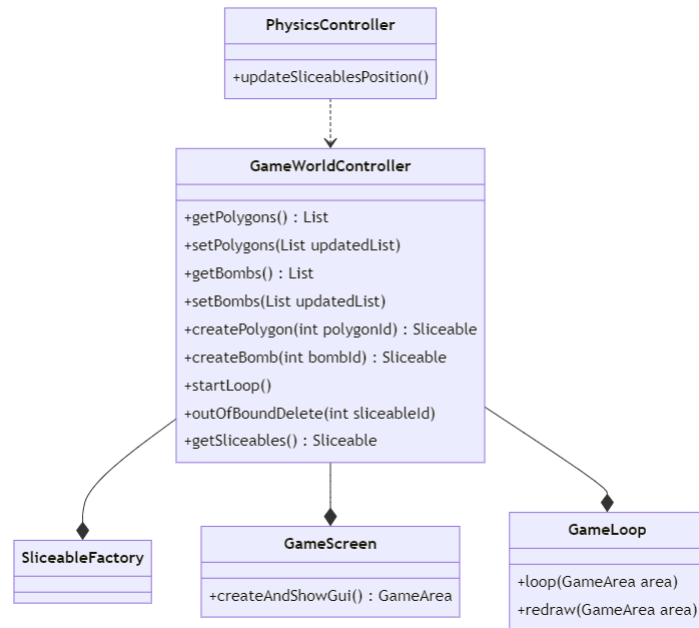 PhysicsController
+updateSliceablesPosition()
GameWorldController
+getPolygons() : List
+setPolygons(List updatedList)
+getBombs() : List
+setBombs(List updatedList)
+createPolygon(int polygonId) : Sliceable
+createBomb(int bombId) : Sliceable
+startLoop()
+outOfBoundDelete(int sliceableId)
+getSliceables() : Sliceable
SliceableFactory
GameScreen
+createAndShowGui() : GameArea
GameLoop
+loop(GameArea area)
+redraw(GameArea area)